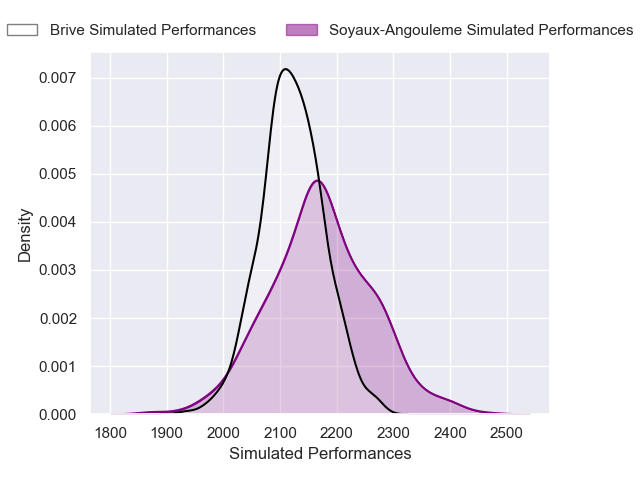 Brive Simulated Performances
Soyaux-Angouleme Simulated Performances
0.007
0.006
0.005
0.004
0.003
0.002
0.001
0.000
Density
1800 1900 2000 2100 2200 2300 2400 2500
Simulated Performances